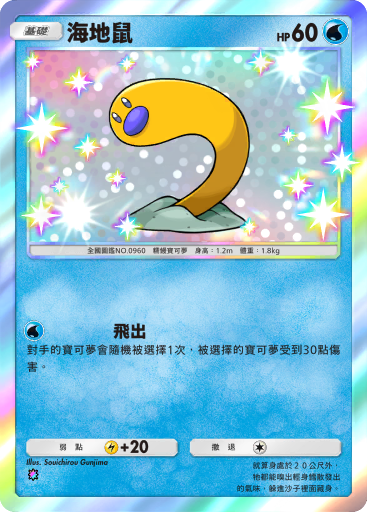 基礎 海地鼠 HP60
全國圖鑑NO.0960 糯鰻寶可夢 身高：1.2m 體重：1.8kg
飛出
對手的寶可夢會隨機被選擇1次，被選擇的寶可夢受到30點傷
害。
弱點 +20 撤退
Illus. Souichirou Gunjima
就算身處於２０公尺外，
牠都能嗅出輕身鱈散發出
的氣味，躲進沙子裡面藏身。